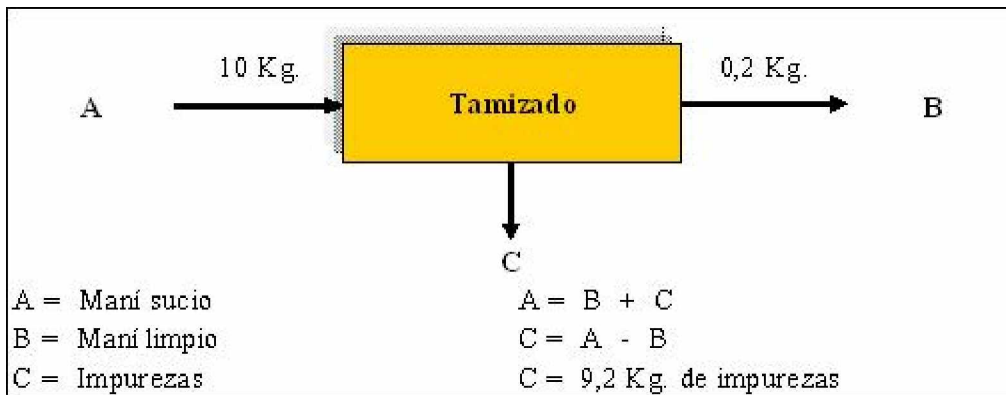 10 Kg.
0,2 Kg.
A
Tamizado
B
C
A = Maní sucio
A = B + C
B = Maní limpio
C = A - B
C = Impurezas
C = 9,2 Kg. de impurezas